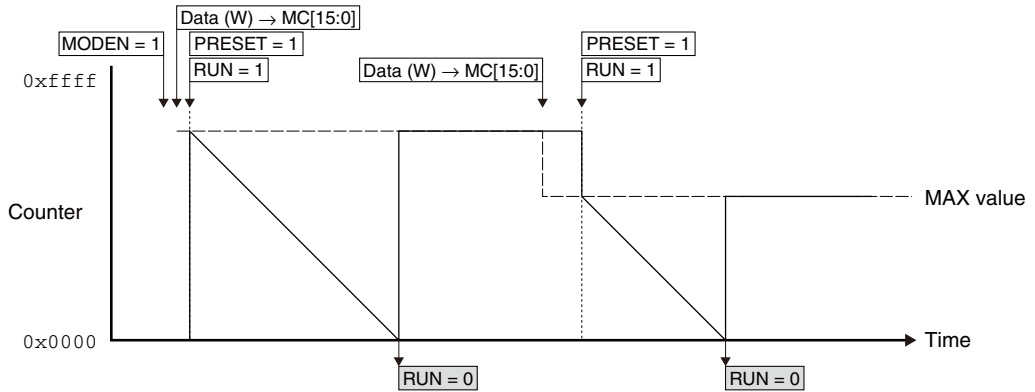 Data (W) → MC[15:0]
MODEN = 1
PRESET = 1
PRESET = 1
RUN = 1
Data (W) → MC[15:0]
RUN = 1
0xffff
MAX value
Counter
0x0000
Time
RUN = 0
RUN = 0